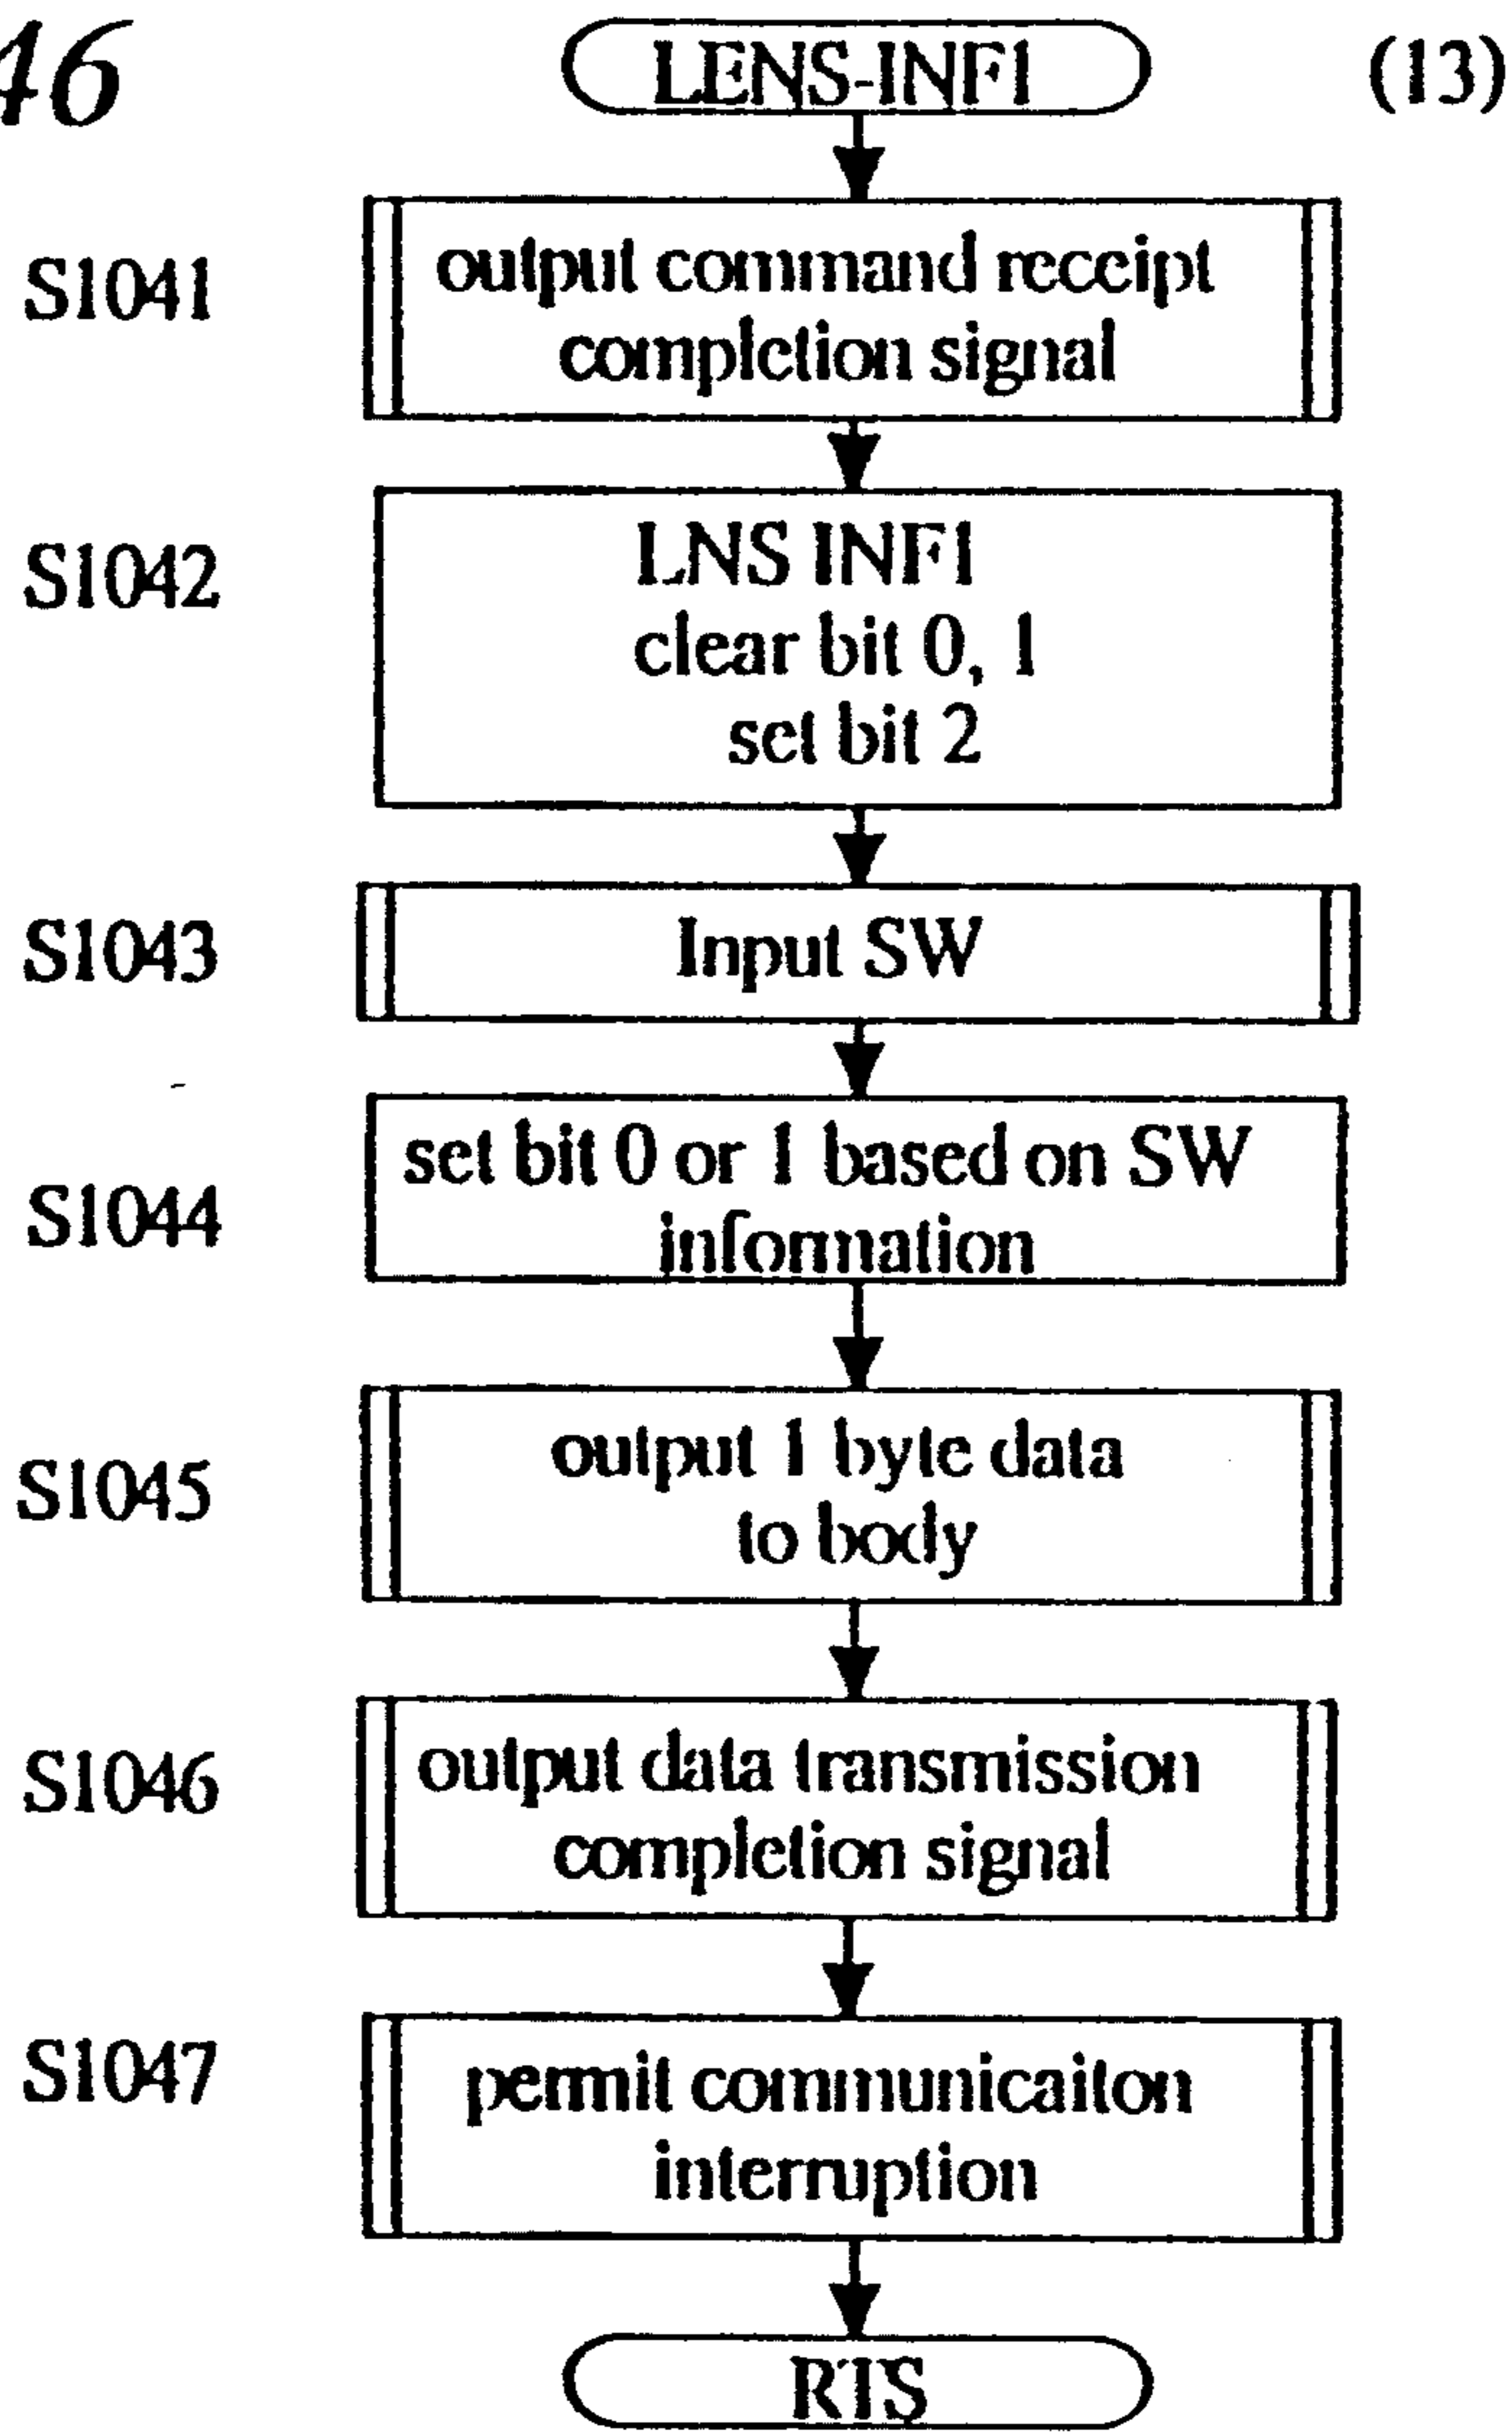 46
LENS-INF1
(13)
S1041
output command receipt
completion signal
S1042
LNS INF1
clear bit 0, 1
set bit 2
S1043
Input SW
S1044
set bit 0 or 1 based on SW
information
S1045
output 1 byte data
to body
S1046
output data transmission
completion signal
S1047
permit communicaiton
interruption
RTS